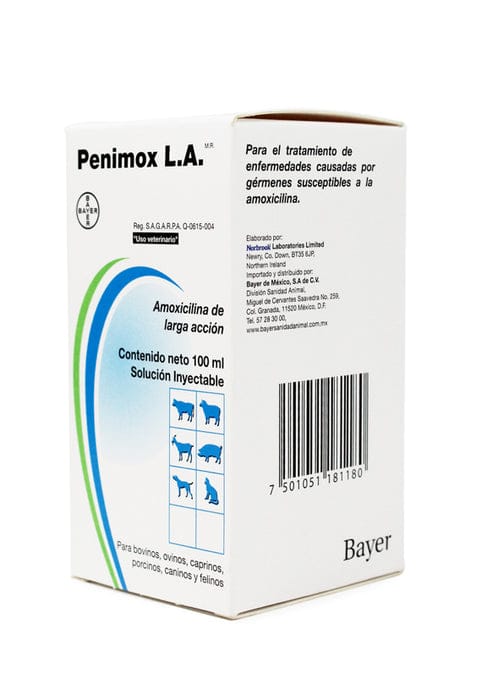 Penimox L.A.
M.R.
BAYER
BAYER
Reg. S.A.G.A.R.P.A. Q-0615-004
"Uso veterinario"
Amoxicilina de
larga acción
Contenido neto 100 ml
Solución Inyectable
Para bovinos, ovinos, caprinos,
porcinos, caninos y felinos
Para el tratamiento de
enfermedades causadas por
gérmenes susceptibles a la
amoxicilina.
Elaborado por:
Norbrook Laboratories Limited
Newry, Co. Down, BT35 6JP,
Northern Ireland
Importado y distribuido por:
Bayer de México, S.A de C.V.
División Sanidad Animal,
Miguel de Cervantes Saavedra No. 259,
Col. Granada, 11520 México, D.F.
Tel. 57 28 30 00,
www.bayersanidadanimal.com.mx
7 501051 181180
Bayer